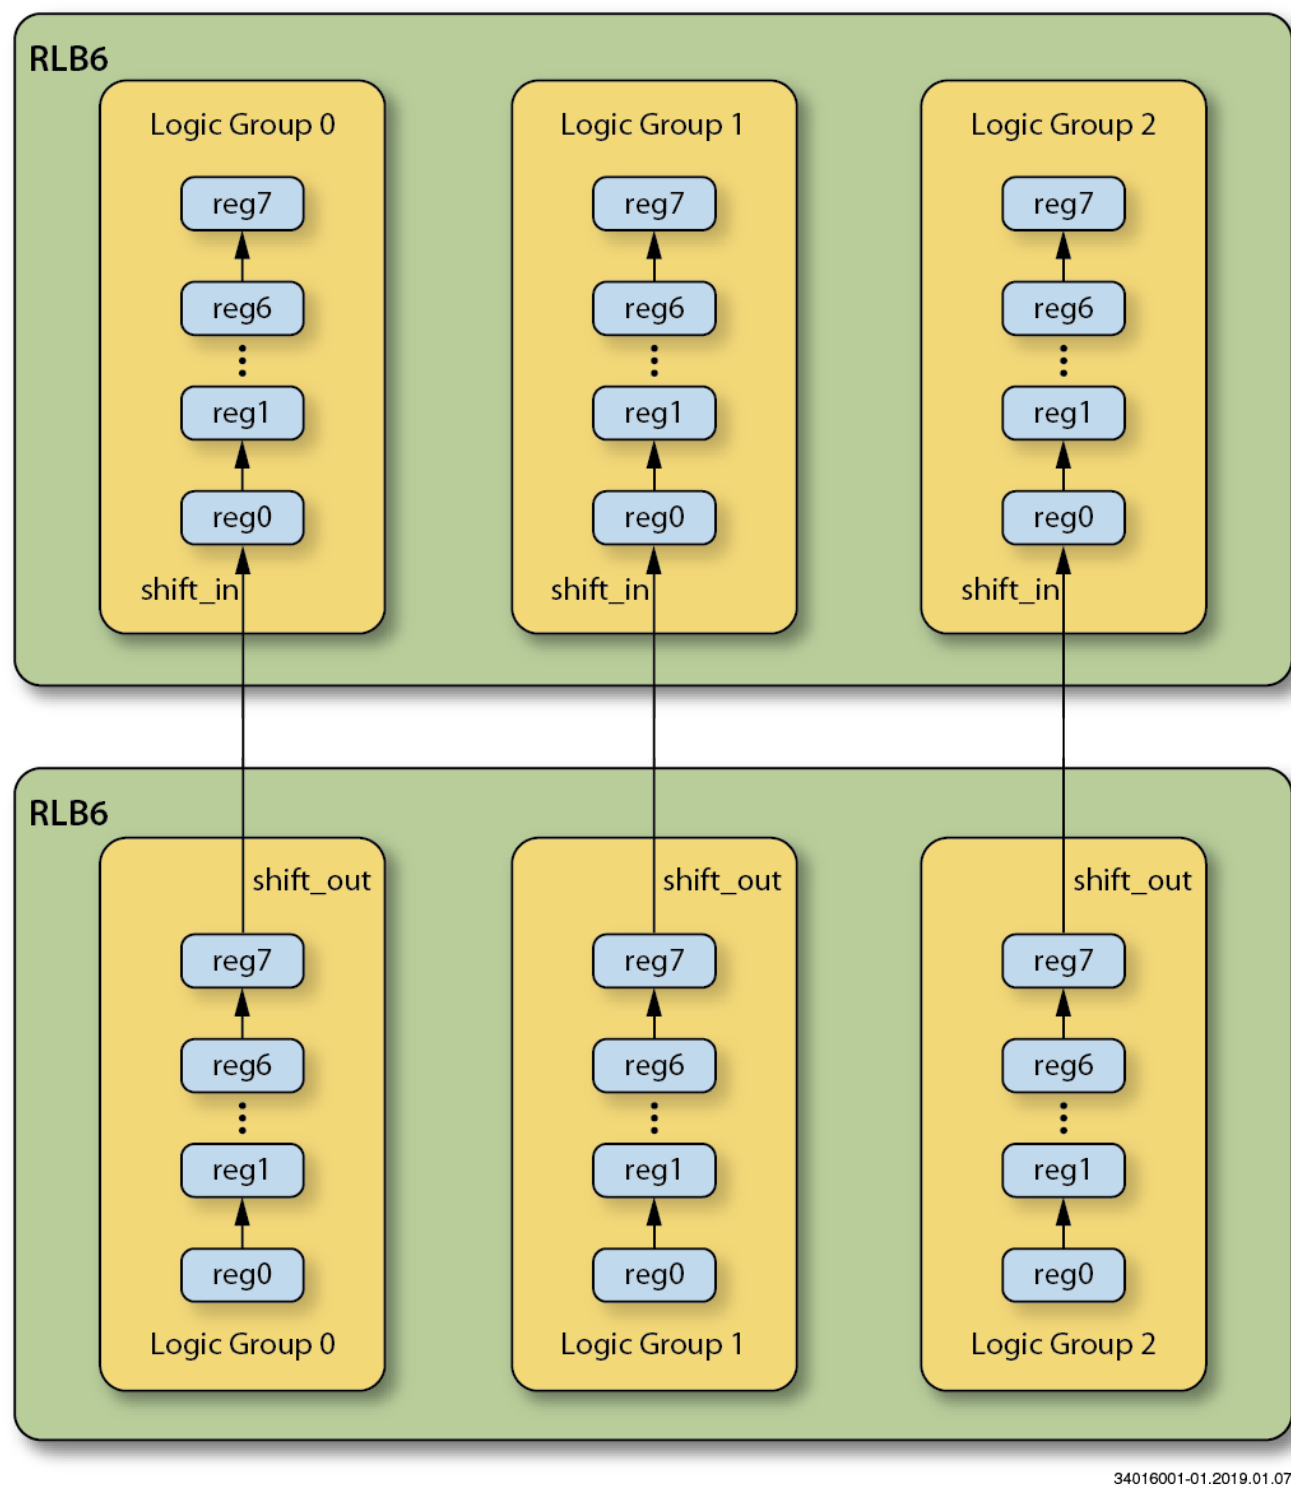 RLB6
Logic Group 0 Logic Group 1 Logic Group 2
reg7 reg7 reg7
reg6 reg6 reg6
reg1 reg1 reg1
reg0 reg0 reg0
shift_in shift_in shift_in
RLB6
shift_out shift_out shift_out
reg7 reg7 reg7
reg6 reg6 reg6
reg1 reg1 reg1
reg0 reg0 reg0
Logic Group 0 Logic Group 1 Logic Group 2
34016001-01.2019.01.07